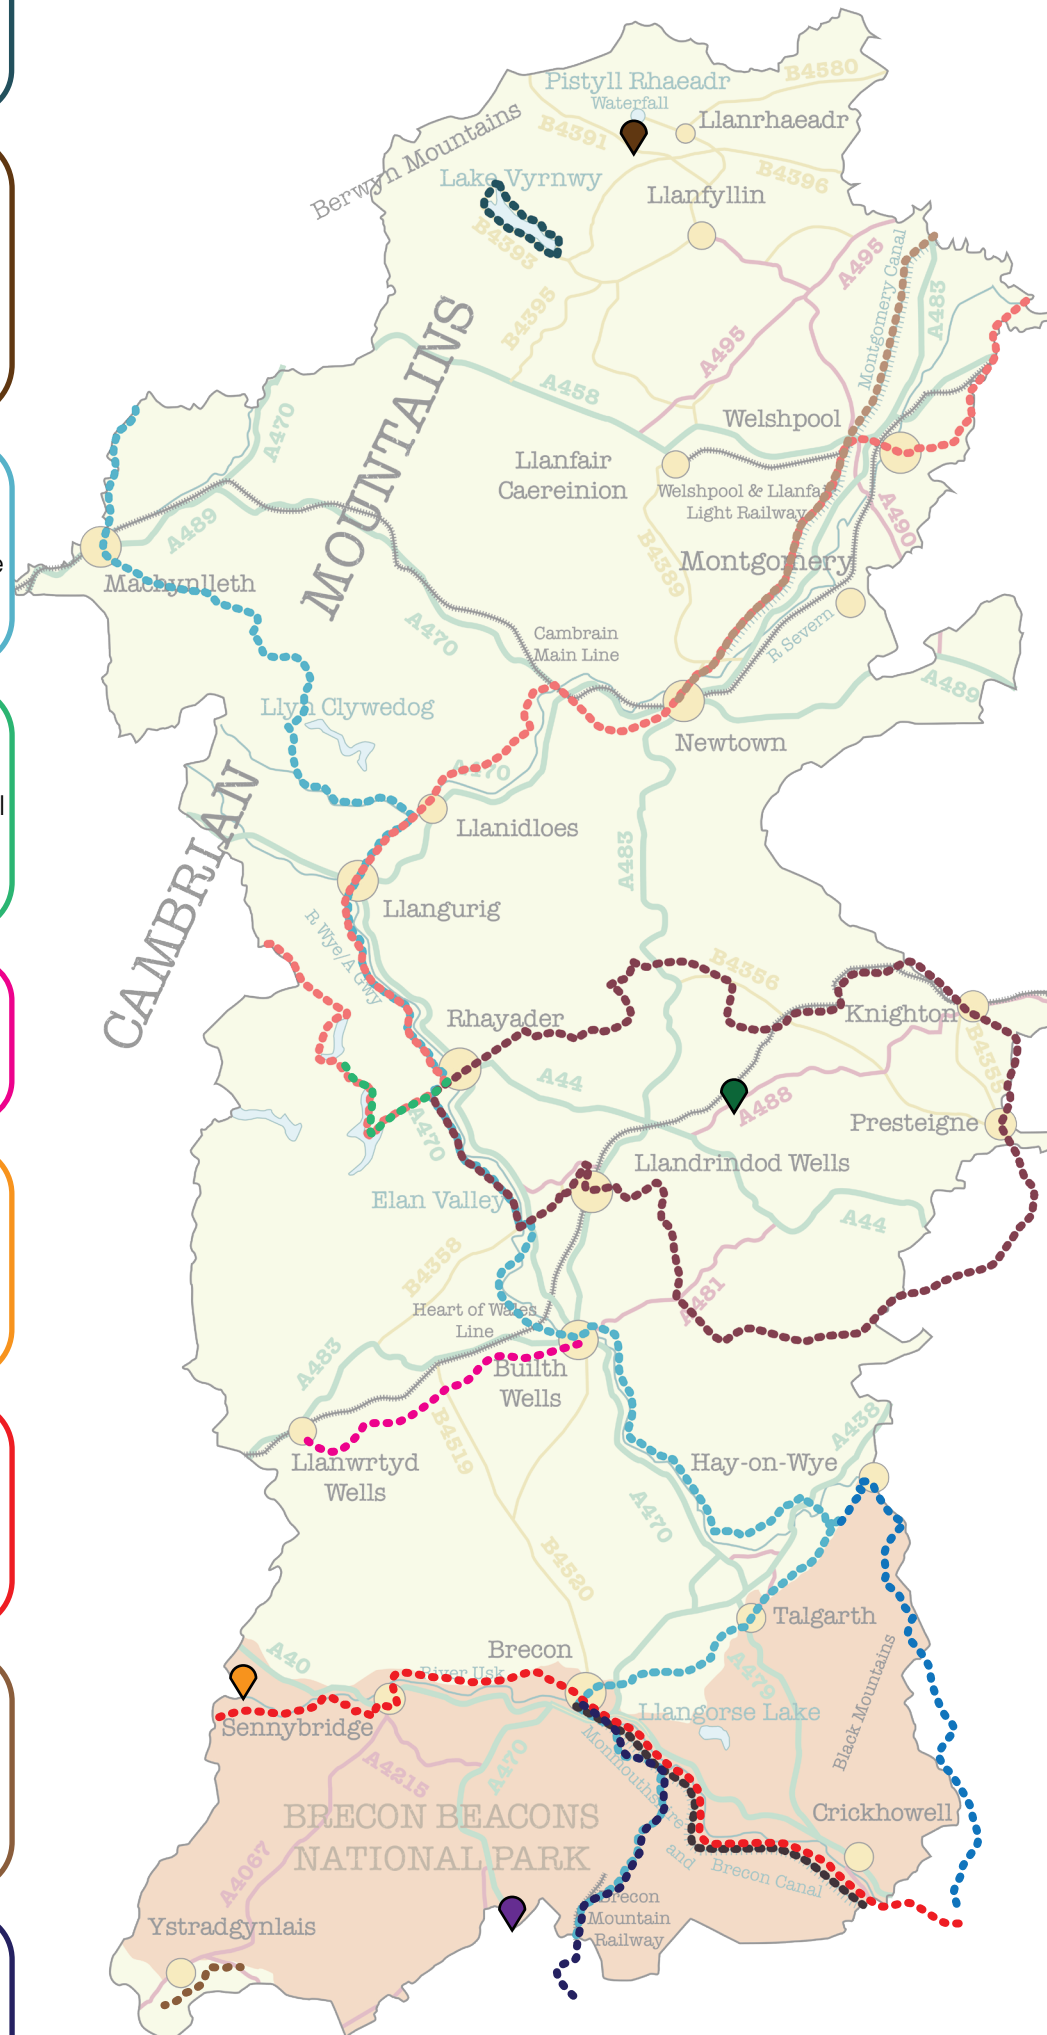 Pistyll Rhaeadr
Waterfall
B4580
B4391
Llanrhaeadr
Berwyn Mountains
Lake Vyrnwy
B4396
Llanfyllin
B4393
A495
Montgomery Canal
A483
B4395
A495
A458
MOUNTAINS
Welshpool
A470
Llanfair
Caereinion
Welshpool & Llanfa
Light Railway
A490
A489
B4389
Montgomery
Machynlleth
A470
Cambrain
Main Line
R Severn
A489
Llyn Clywedog
Newtown
A470
CAMBRIAN
Llanidloes
A483
Llangurig
R Wye/A Gwy
B4356
Rhayader
Knighton
B4355
A44
A488
Presteigne
A470
Llandrindod Wells
Elan Valley
A44
B4358
Heart of Wales
Line
A481
A483
Builth
Wells
B4519
A438
Llanwrtyd
Wells
Hay-on-Wye
A470
B4520
Talgarth
Brecon
A40
River Usk
A479
Black Mountains
Sennybridge
Llangorse Lake
A4215
A470
Crickhowell
BRECON BEACONS
NATIONAL PARK
and
Brecon Canal
A4067
Brecon
Mountain
Railway
Ystradgynlais
e
l